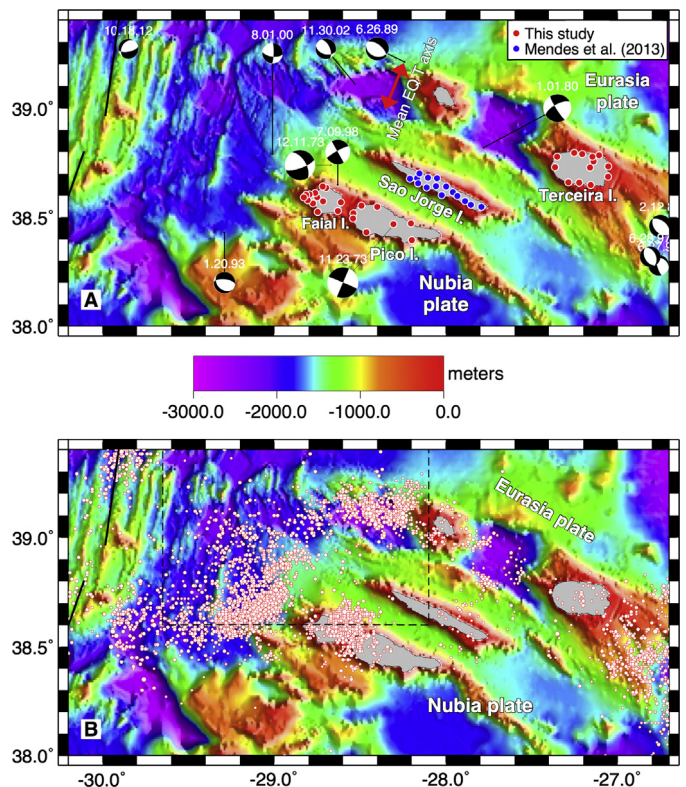 10.18.12
8.01.00
11.30.02
6.26.89
This study
Mendes et al. (2013)
Mean EQ T axis
Eurasia
plate
39.0°
1.01.80
12.11.73
7.09.98
Sao Jorge I.
Terceira I.
38.5°
Faial I.
Pico I.
1.20.93
11.23.73
Nubia
plate
A
38.0°
meters
-3000.0
-2000.0
-1000.0
0.0
Eurasia plate
39.0°
38.5°
Nubia plate
B
38.0°
-30.0°
-29.0°
-28.0°
-27.0°